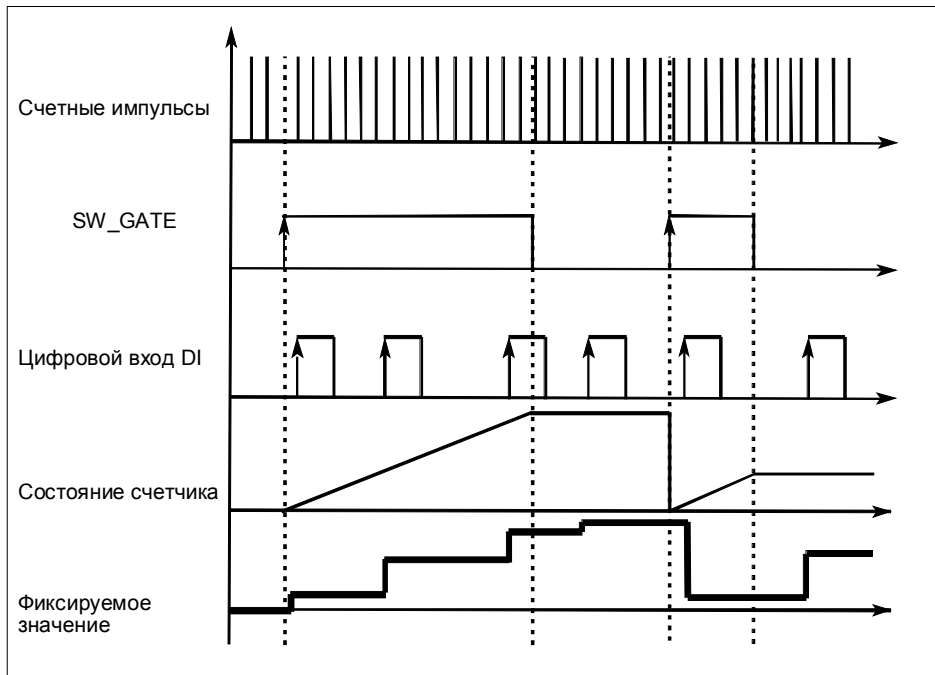 Счетные импульсы
SW_GATE
Цифровой вход DI
Состояние счетчика
Фиксируемое
значение